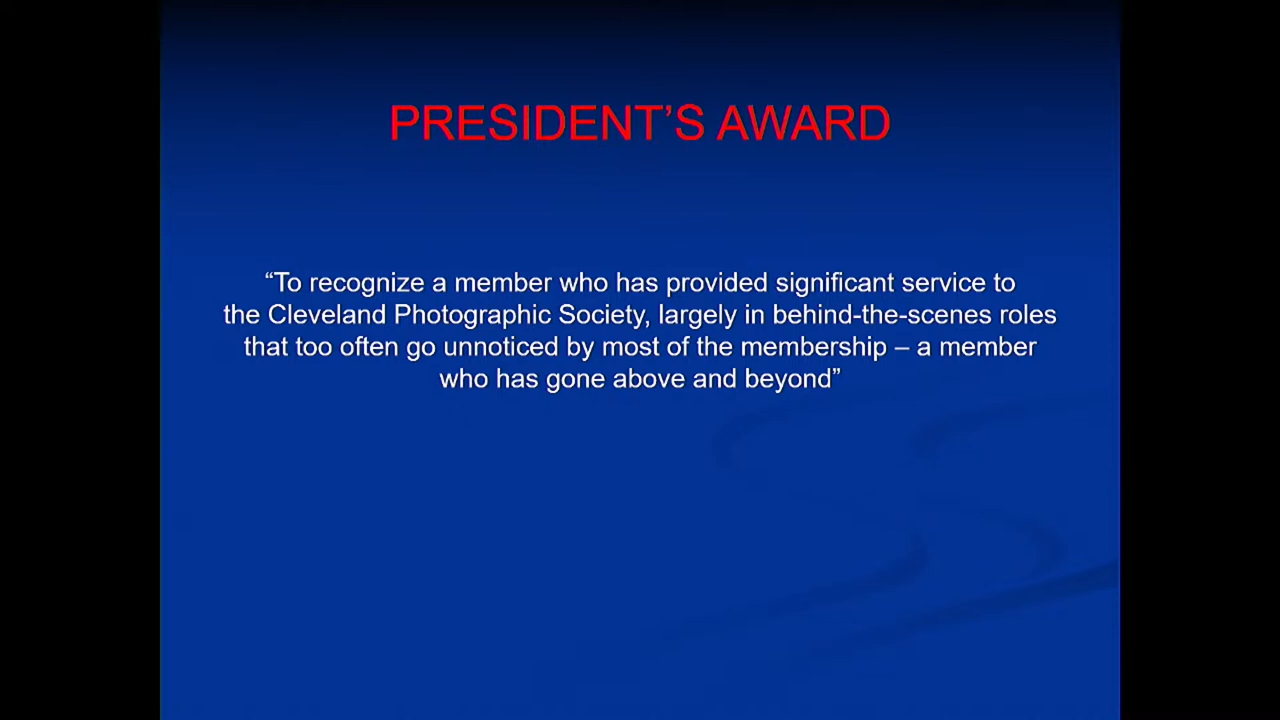 PRESIDENT’S AWARD
“To recognize a member who has provided significant service to
the Cleveland Photographic Society, largely in behind-the-scenes roles
that too often go unnoticed by most of the membership – a member
who has gone above and beyond”